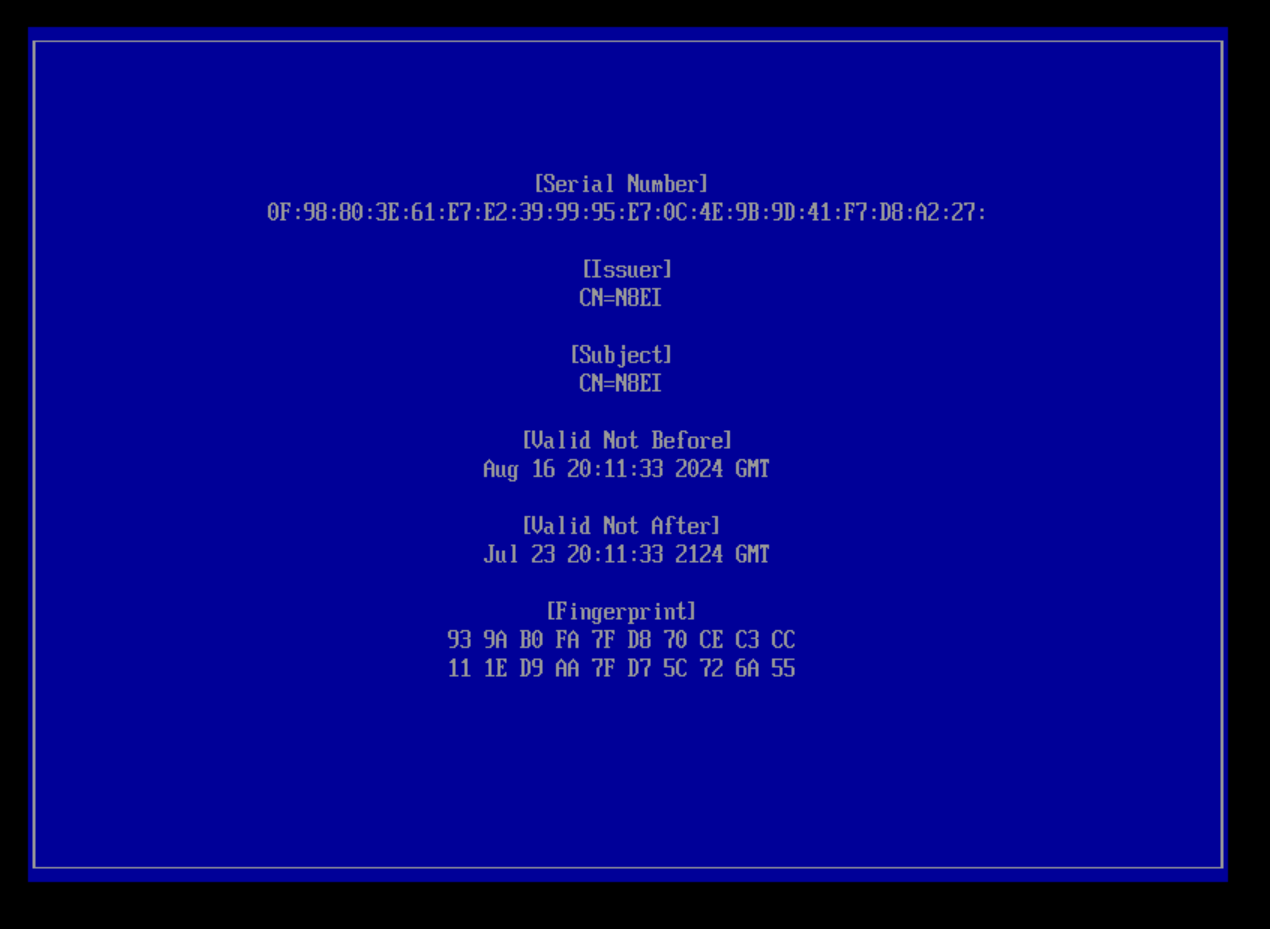 [Serial Number]
0F:98:80:3E:61:E7:E2:39:99:95:E7:0C:4E:9B:9D:41:F7:D8:A2:27:
[Issuer]
CN=N8EI
[Subject]
CN=N8EI
[Valid Not Before]
Aug 16 20:11:33 2024 GMT
[Valid Not After]
Jul 23 20:11:33 2124 GMT
[Fingerprint]
93 9A B0 FA 7F D8 70 CE C3 CC
11 1E D9 AA 7F D7 5C 72 6A 55